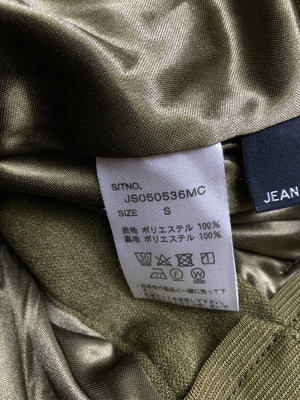 S/TNO.
JS050536MC
SIZE S
表地 ポリエステル 100%
裏地 ポリエステル 100%
JEAN